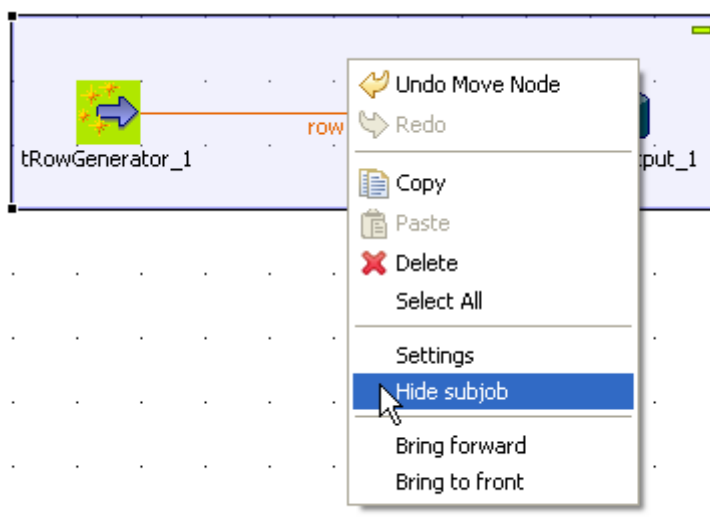 Undo Move Node
row
Redo
tRowGenerator_1
put_1
Copy
Paste
Delete
Select All
Settings
Hide subjob
Bring forward
Bring to front